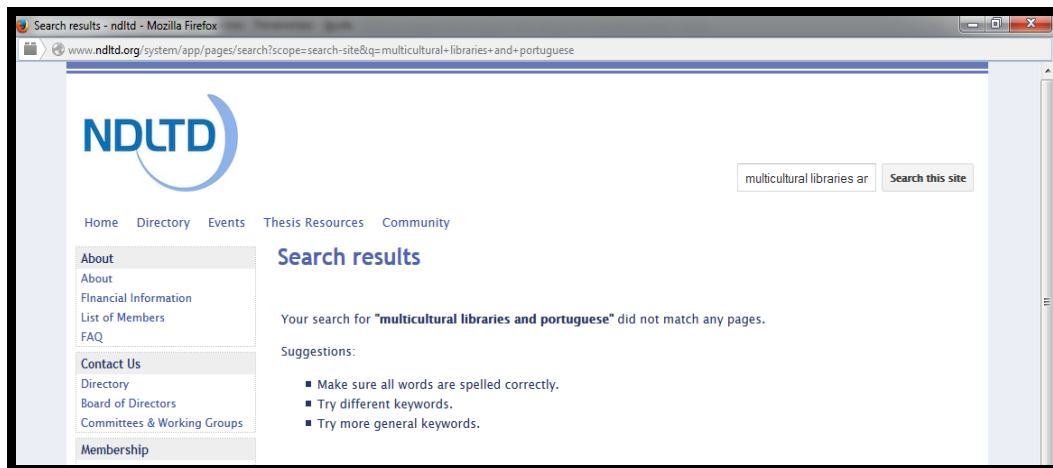 Search results - ndltd - Mozilla Firefox
www.ndltd.org/system/app/pages/search?scope=search-site&q=multicultural+libraries+and+portuguese
NDLTD
multicultural libraries ar
Search this site
Home Directory Events Thesis Resources Community
About
About
FInancial Information
List of Members
FAQ
Contact Us
Directory
Board of Directors
Committees & Working Groups
Membership
Search results
Your search for "multicultural libraries and portuguese" did not match any pages.
Suggestions:
Make sure all words are spelled correctly.
Try different keywords.
Try more general keywords.